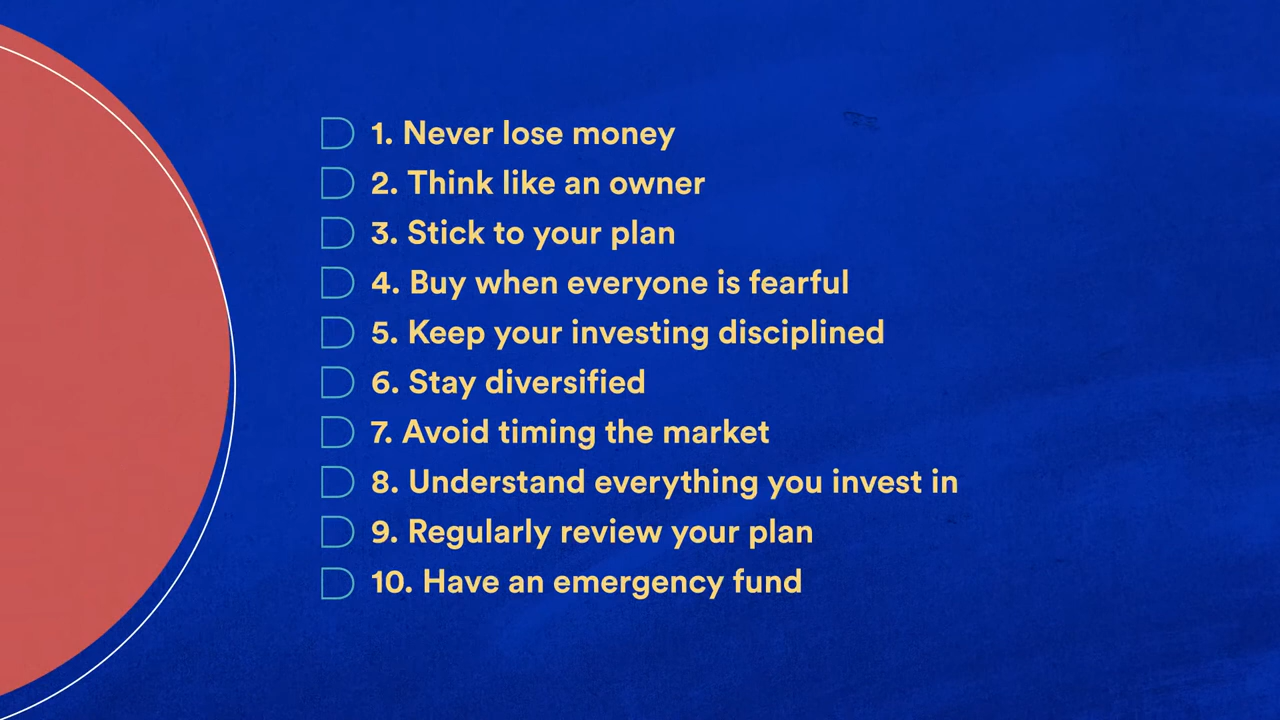 1. Never lose money
2. Think like an owner
3. Stick to your plan
4. Buy when everyone is fearful
5. Keep your investing disciplined
6. Stay diversified
7. Avoid timing the market
8. Understand everything you invest in
9. Regularly review your plan
10. Have an emergency fund